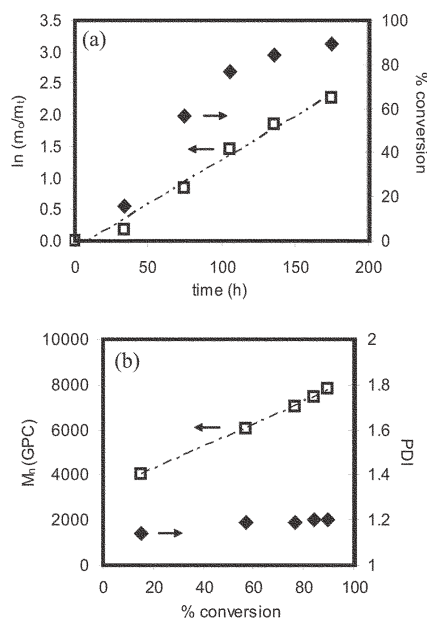 (a)
ln (mo/mt)
3.5
3.0
2.5
2.0
1.5
1.0
0.5
0.0
100
80
60
40
20
0
% conversion
0 50 100 150 200
time (h)
(b)
Mn (GPC)
10000
8000
6000
4000
2000
0
2
1.8
1.6
1.4
1.2
1
PDI
0 20 40 60 80 100
% conversion